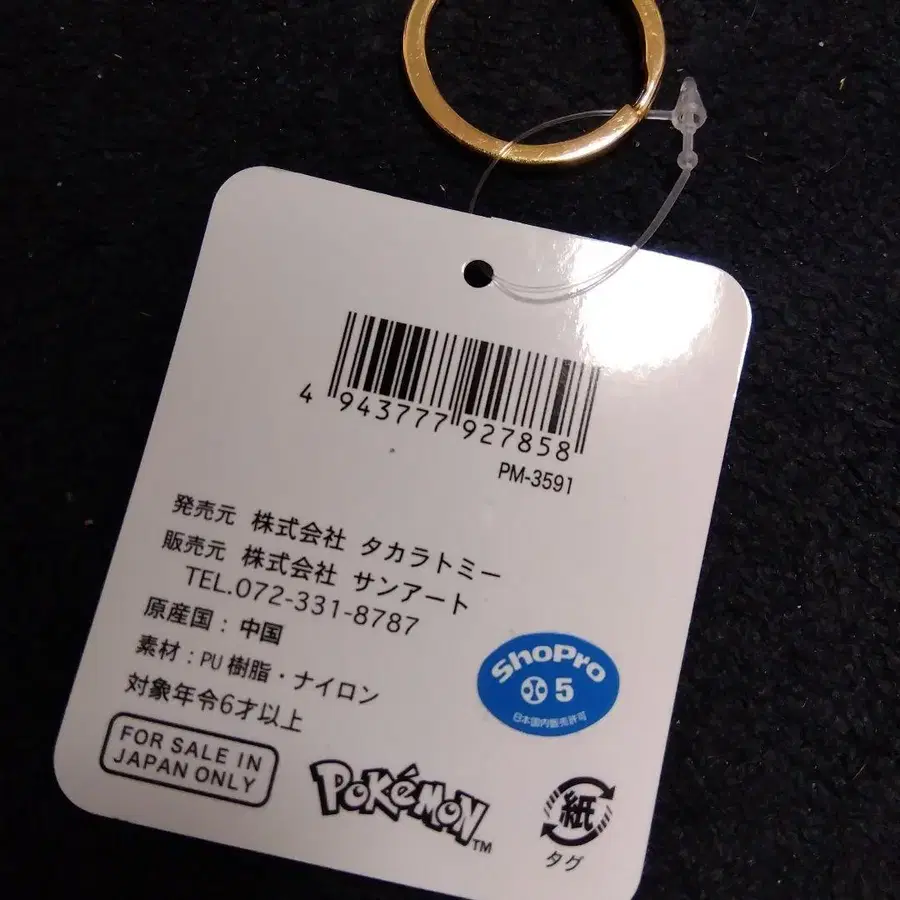 4 943777 927858
PM-3591
発売元 株式会社 タカラトミー
販売元 株式会社 サンアート
TEL.072-331-8787
原産国：中国
素材：PU樹脂・ナイロン
対象年令6才以上
FOR SALE IN
JAPAN ONLY
ShoPro
5
日本国内販売許可
POKéMON™
紙
タグ